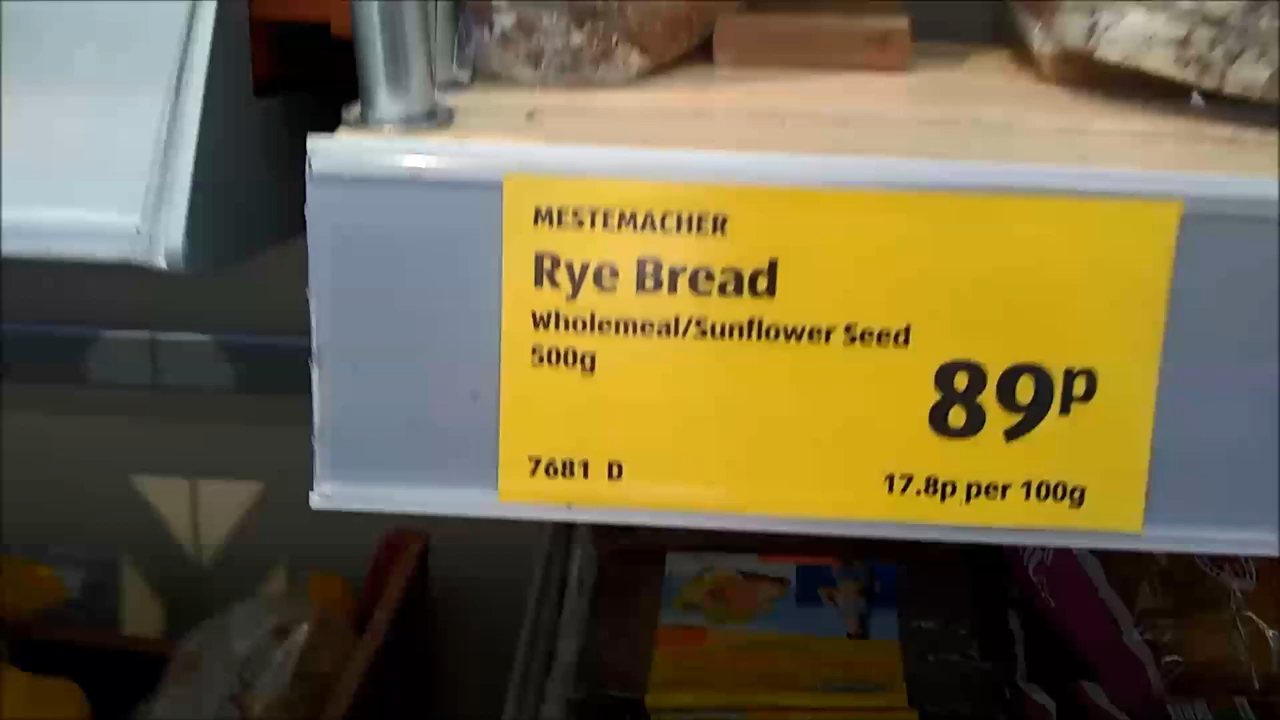 MESTEMACHER
Rye Bread
Wholemeal/Sunflower Seed
500g
89p
7681 D
17.8p per 100g